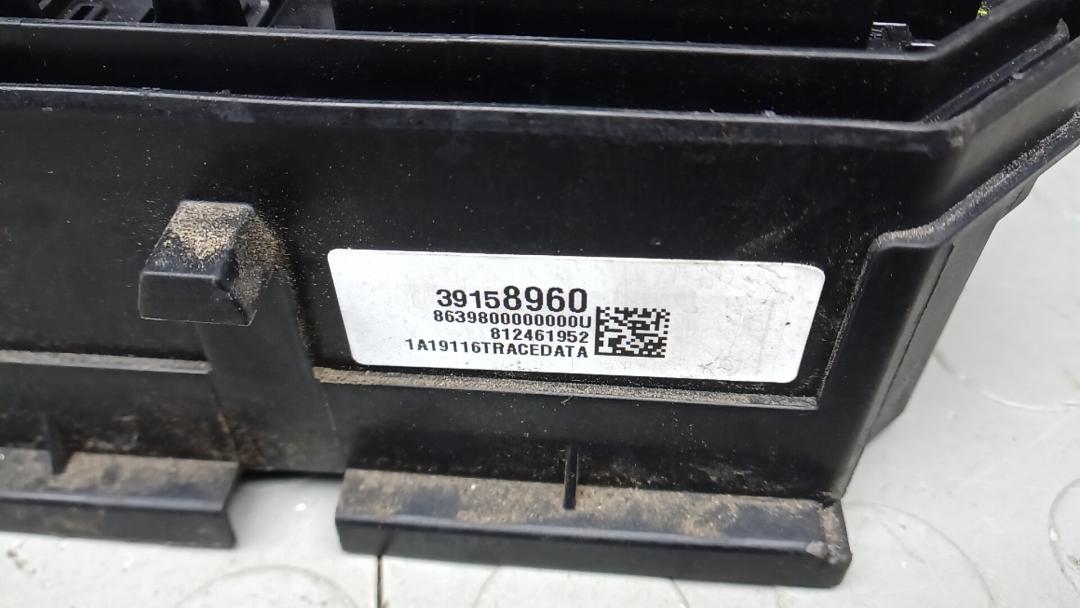 39158960
8639800000000U
812461952
1A19116TRACEDATA